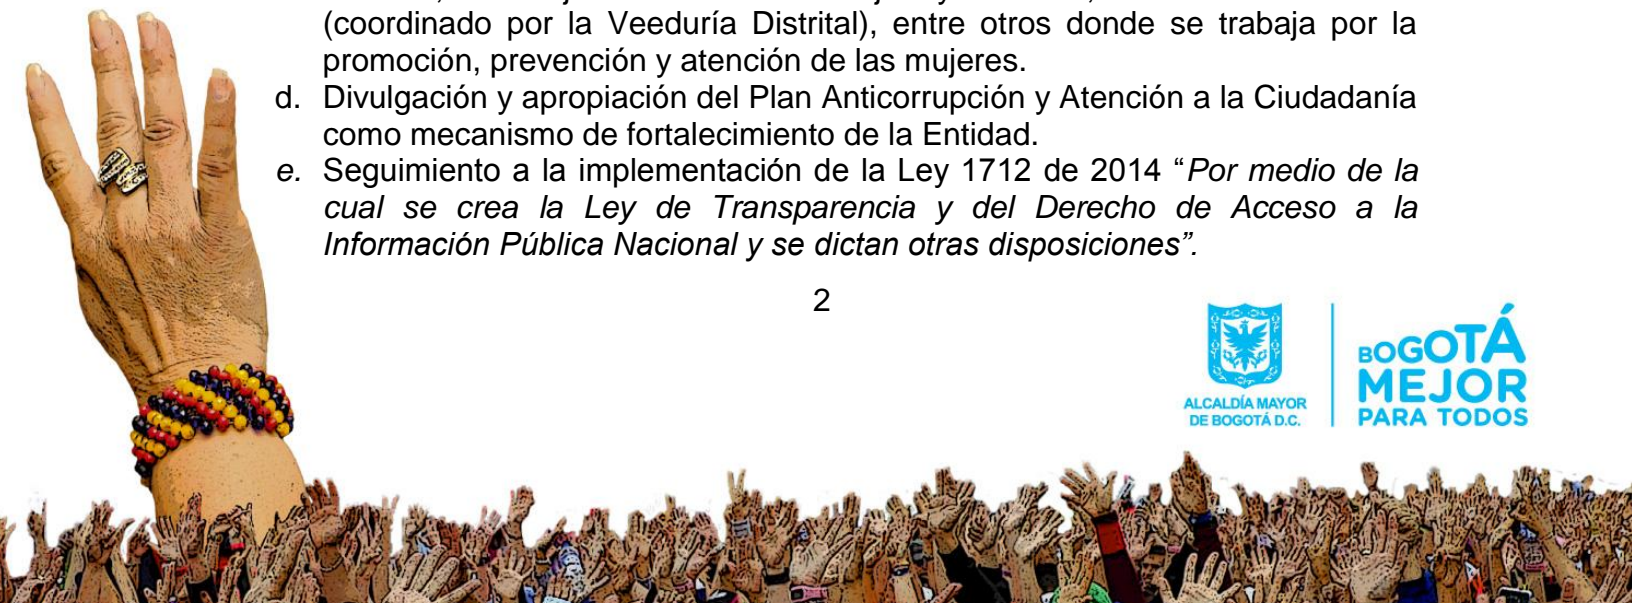 (coordinado por la Veeduría Distrital), entre otros donde se trabaja por la
promoción, prevención y atención de las mujeres.
d. Divulgación y apropiación del Plan Anticorrupción y Atención a la Ciudadanía
como mecanismo de fortalecimiento de la Entidad.
e. Seguimiento a la implementación de la Ley 1712 de 2014 “Por medio de la
cual se crea la Ley de Transparencia y del Derecho de Acceso a la
Información Pública Nacional y se dictan otras disposiciones”.
2
ALCALDÍA MAYOR
DE BOGOTÁ D.C.
BOGOTÁ
MEJOR
PARA TODOS